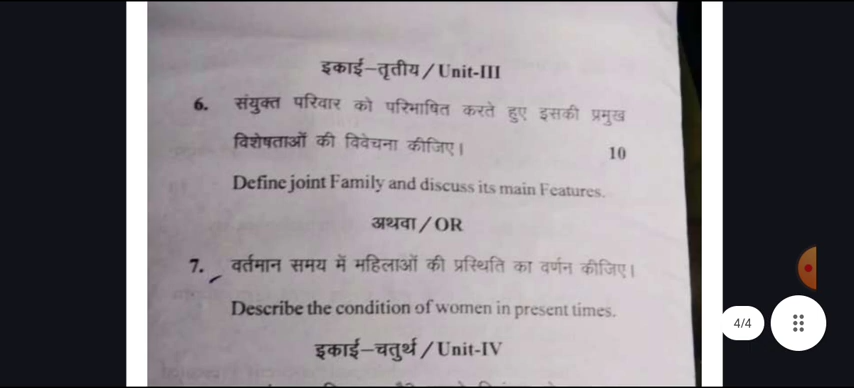 इकाई–तृतीय / Unit-III
6. संयुक्त परिवार को परिभाषित करते हुए इसकी प्रमुख
विशेषताओं की विवेचना कीजिए। 10
Define joint Family and discuss its main Features.
अथवा / OR
7. वर्तमान समय में महिलाओं की प्रस्थिति का वर्णन कीजिए।
Describe the condition of women in present times.
4/4
इकाई–चतुर्थ / Unit-IV